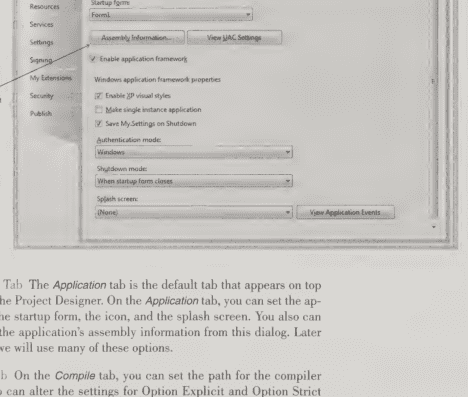 Resources
Startup form:
Form1
Services
Assembly Information...
View UAC Settings
Settings
Signing
Enable application framework
My Extensions
Windows application framework properties
Security
Enable XP visual styles
Make single instance application
Publish
Save My.Settings on Shutdown
Authentication mode:
Windows
Shutdown mode:
When startup form closes
Splash screen:
(None)
View Application Events
Tab The Application tab is the default tab that appears on top
he Project Designer. On the Application tab, you can set the ap-
he startup form, the icon, and the splash screen. You also can
the application's assembly information from this dialog. Later
we will use many of these options.
b On the Compile tab, you can set the path for the compiler
can alter the settings for Option Explicit and Option Strict